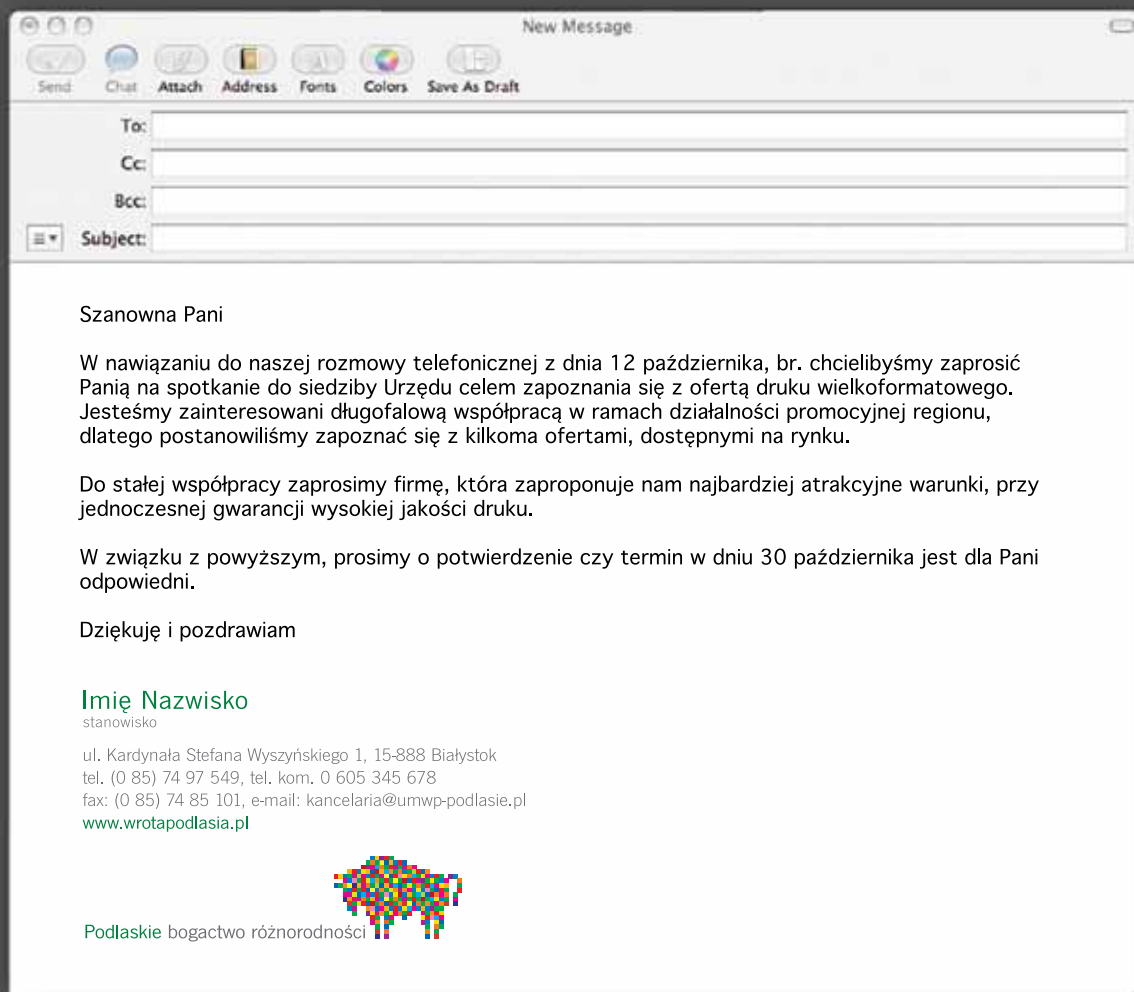 New Message
Send Chat Attach Address Fonts Colors Save As Draft
To:
Cc:
Bcc:
Subject:
Szanowna Pani
W nawiązaniu do naszej rozmowy telefonicznej z dnia 12 października, br. chcielibyśmy zaprosić
Panią na spotkanie do siedziby Urzędu celem zapoznania się z ofertą druku wielkoformatowego.
Jesteśmy zainteresowani długofalową współpracą w ramach działalności promocyjnej regionu,
dlatego postanowiliśmy zapoznać się z kilkoma ofertami, dostępnymi na rynku.
Do stałej współpracy zaprosimy firmę, która zaproponuje nam najbardziej atrakcyjne warunki, przy
jednoczesnej gwarancji wysokiej jakości druku.
W związku z powyższym, prosimy o potwierdzenie czy termin w dniu 30 października jest dla Pani
odpowiedni.
Dziękuję i pozdrawiam
Imię Nazwisko
stanowisko
ul. Kardynała Stefana Wyszyńskiego 1, 15-888 Białystok
tel. (0 85) 74 97 549, tel. kom. 0 605 345 678
fax: (0 85) 74 85 101, e-mail: kancelaria@umwp-podlasie.pl
www.wrotapodlasia.pl
Podlaskie bogactwo różnorodności